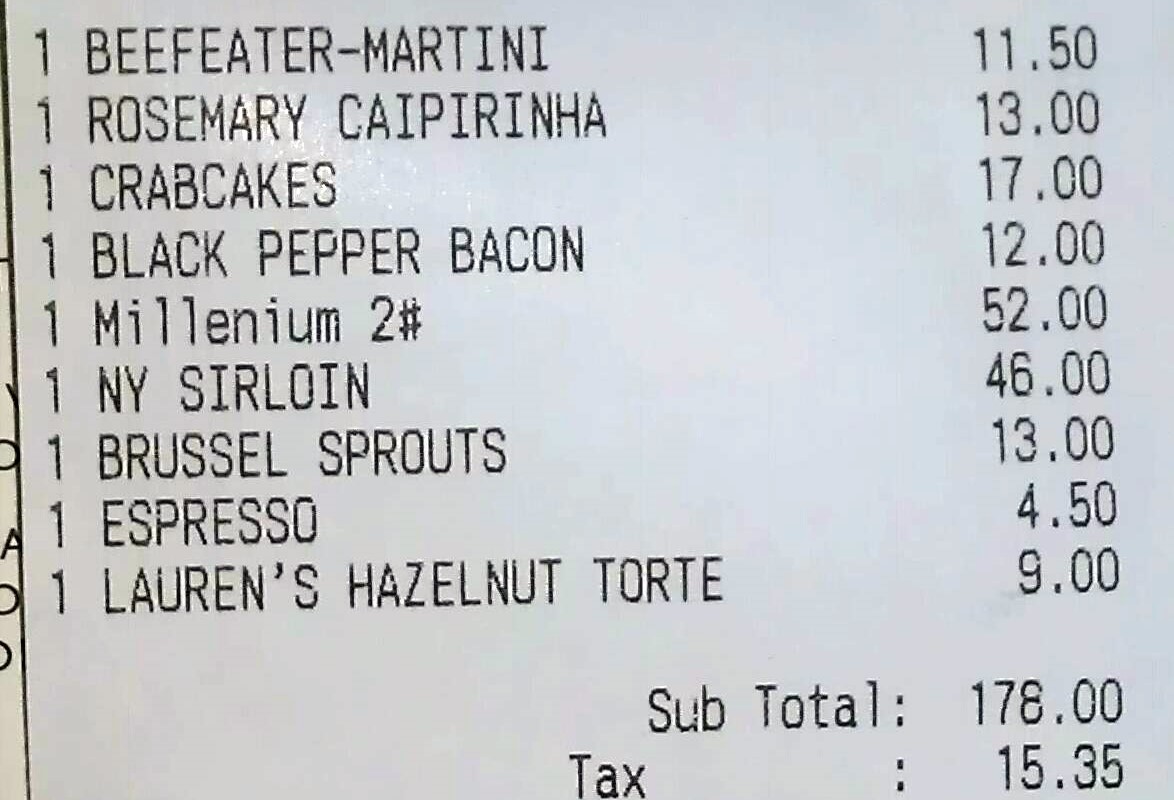 1 BEEFEATER-MARTINI 11.50
1 ROSEMARY CAIPIRINHA 13.00
1 CRABCAKES 17.00
1 BLACK PEPPER BACON 12.00
1 Millenium 2# 52.00
1 NY SIRLOIN 46.00
1 BRUSSEL SPROUTS 13.00
1 ESPRESSO 4.50
1 LAUREN'S HAZELNUT TORTE 9.00
Sub Total: 178.00
Tax : 15.35